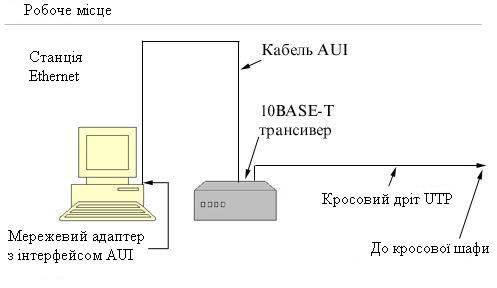 Робоче місце
Станція
Ethernet
Кабель AUI
10BASE-T
трансивер
Кросовий дріт UTP
Мережевий адаптер
з інтерфейсом AUI
До кросової шафи